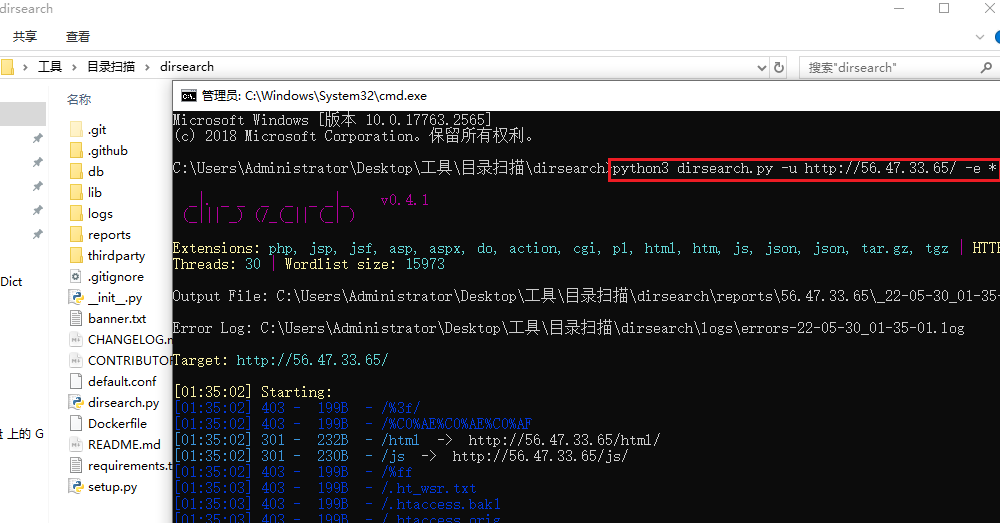 dirsearch
共享 查看
工具 > 目录扫描 > dirsearch
搜索"dirsearch"
名称
.git
.github
db
lib
logs
reports
thirdparty
.gitignore
__init__.py
banner.txt
CHANGELOG.m
CONTRIBUTOR
default.conf
dirsearch.py
Dockerfile
README.md
requirements.t
setup.py
Dict
盘 上的 G
管理员: C:\Windows\System32\cmd.exe
Microsoft Windows [版本 10.0.17763.2565]
(c) 2018 Microsoft Corporation。保留所有权利。
C:\Users\Administrator\Desktop\工具\目录扫描\dirsearch>python3 dirsearch.py -u http://56.47.33.65/ -e *
v0.4.1
Extensions: php, jsp, jsf, asp, aspx, do, action, cgi, pl, html, htm, js, json, json, tar.gz, tgz | HTT
Threads: 30 | Wordlist size: 15973
Output File: C:\Users\Administrator\Desktop\工具\目录扫描\dirsearch\reports\56.47.33.65\_22-05-30_01-35-
Error Log: C:\Users\Administrator\Desktop\工具\目录扫描\dirsearch\logs\errors-22-05-30_01-35-01.log
Target: http://56.47.33.65/
[01:35:02] Starting:
[01:35:02] 403 - 199B - /%3f/
[01:35:02] 403 - 199B - /%C0%AE%C0%AE%C0%AF
[01:35:02] 301 - 232B - /html -> http://56.47.33.65/html/
[01:35:02] 301 - 230B - /js -> http://56.47.33.65/js/
[01:35:02] 403 - 199B - /%ff
[01:35:03] 403 - 199B - /.ht_wsr.txt
[01:35:03] 403 - 199B - /.htaccess.bak1
[01:35:03] 403 - 199B - /.htaccess.orig